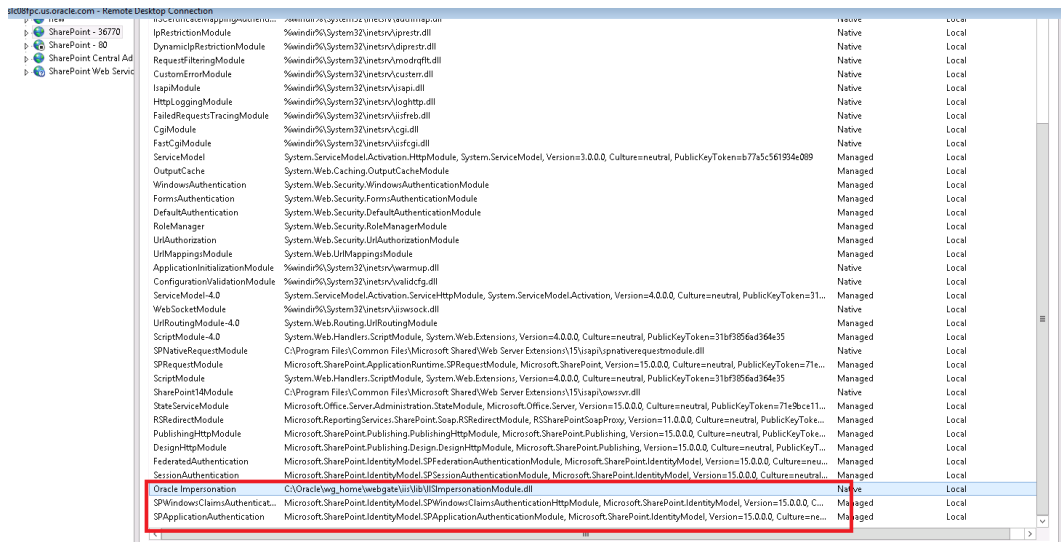 slc08fpc.us.oracle.com - Remote Desktop Connection
new
SharePoint - 36770
SharePoint - 80
SharePoint Central Ad
SharePoint Web Servic
IpRestrictionModule %windir%\System32\inetsrv\iprestr.dll Native Local
DynamicIpRestrictionModule %windir%\System32\inetsrv\diprestr.dll Native Local
RequestFilteringModule %windir%\System32\inetsrv\modrqflt.dll Native Local
CustomErrorModule %windir%\System32\inetsrv\custerr.dll Native Local
IsapiModule %windir%\System32\inetsrv\isapi.dll Native Local
HttpLoggingModule %windir%\System32\inetsrv\loghttp.dll Native Local
FailedRequestsTracingModule %windir%\System32\inetsrv\iisfreb.dll Native Local
CgiModule %windir%\System32\inetsrv\cgi.dll Native Local
FastCgiModule %windir%\System32\inetsrv\iisfcgi.dll Native Local
ServiceModel System.ServiceModel.Activation.HttpModule, System.ServiceModel, Version=3.0.0.0, Culture=neutral, PublicKeyToken=b77a5c561934e089 Managed Local
OutputCache System.Web.Caching.OutputCacheModule Managed Local
WindowsAuthentication System.Web.Security.WindowsAuthenticationModule Managed Local
FormsAuthentication System.Web.Security.FormsAuthenticationModule Managed Local
DefaultAuthentication System.Web.Security.DefaultAuthenticationModule Managed Local
RoleManager System.Web.Security.RoleManagerModule Managed Local
UrlAuthorization System.Web.Security.UrlAuthorizationModule Managed Local
UrlMappingsModule System.Web.UrlMappingsModule Managed Local
ApplicationInitializationModule %windir%\System32\inetsrv\warmup.dll Native Local
ConfigurationValidationModule %windir%\System32\inetsrv\validcfg.dll Native Local
ServiceModel-4.0 System.ServiceModel.Activation.ServiceHttpModule, System.ServiceModel.Activation, Version=4.0.0.0, Culture=neutral, PublicKeyToken=31... Managed Local
WebSocketModule %windir%\System32\inetsrv\iiswsock.dll Native Local
UrlRoutingModule-4.0 System.Web.Routing.UrlRoutingModule Managed Local
ScriptModule-4.0 System.Web.Handlers.ScriptModule, System.Web.Extensions, Version=4.0.0.0, Culture=neutral, PublicKeyToken=31bf3856ad364e35 Managed Local
SPNativeRequestModule C:\Program Files\Common Files\Microsoft Shared\Web Server Extensions\15\isapi\spnativerequestmodule.dll Native Local
SPRequestModule Microsoft.SharePoint.ApplicationRuntime.SPRequestModule, Microsoft.SharePoint, Version=15.0.0.0, Culture=neutral, PublicKeyToken=71e... Managed Local
ScriptModule System.Web.Handlers.ScriptModule, System.Web.Extensions, Version=4.0.0.0, Culture=neutral, PublicKeyToken=31bf3856ad364e35 Managed Local
SharePoint14Module C:\Program Files\Common Files\Microsoft Shared\Web Server Extensions\15\isapi\owssvr.dll Native Local
StateServiceModule Microsoft.Office.Server.Administration.StateModule, Microsoft.Office.Server, Version=15.0.0.0, Culture=neutral, PublicKeyToken=71e9bce11... Managed Local
RSRedirectModule Microsoft.ReportingServices.SharePoint.Soap.RSRedirectModule, RSSharePointSoapProxy, Version=11.0.0.0, Culture=neutral, PublicKeyToke... Managed Local
PublishingHttpModule Microsoft.SharePoint.Publishing.PublishingHttpModule, Microsoft.SharePoint.Publishing, Version=15.0.0.0, Culture=neutral, PublicKeyToke... Managed Local
DesignHttpModule Microsoft.SharePoint.Publishing.Design.DesignHttpModule, Microsoft.SharePoint.Publishing, Version=15.0.0.0, Culture=neutral, PublicKeyT... Managed Local
FederatedAuthentication Microsoft.SharePoint.IdentityModel.SPFederationAuthenticationModule, Microsoft.SharePoint.IdentityModel, Version=15.0.0.0, Culture=neu... Managed Local
SessionAuthentication Microsoft.SharePoint.IdentityModel.SPSessionAuthenticationModule, Microsoft.SharePoint.IdentityModel, Version=15.0.0.0, Culture=neutral... Managed Local
Oracle Impersonation C:\Oracle\wg_home\webgate\iis\lib\IISImpersonationModule.dll Native Local
SPWindowsClaimsAuthenticat... Microsoft.SharePoint.IdentityModel.SPWindowsClaimsAuthenticationHttpModule, Microsoft.SharePoint.IdentityModel, Version=15.0.0.0, C... Managed Local
SPApplicationAuthentication Microsoft.SharePoint.IdentityModel.SPApplicationAuthenticationModule, Microsoft.SharePoint.IdentityModel, Version=15.0.0.0, Culture=ne... Managed Local